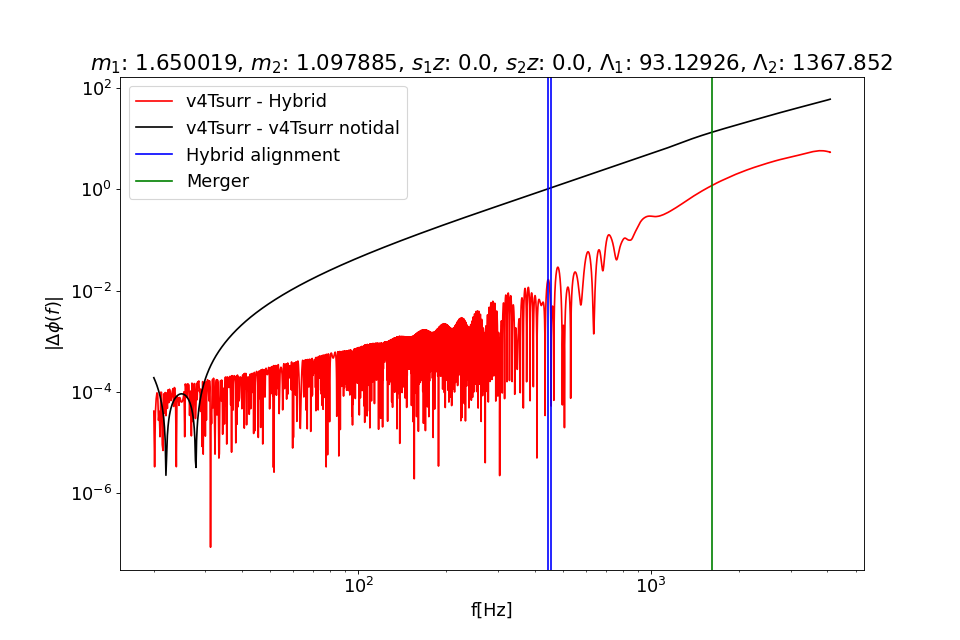 m₁: 1.650019, m₂: 1.097885, s₁z: 0.0, s₂z: 0.0, Λ₁: 93.12926, Λ₂: 1367.852
10²
10⁰
10⁻²
10⁻⁴
10⁻⁶
|Δϕ(f)|
v4Tsurr - Hybrid
v4Tsurr - v4Tsurr notidal
Hybrid alignment
Merger
10²
10³
f[Hz]